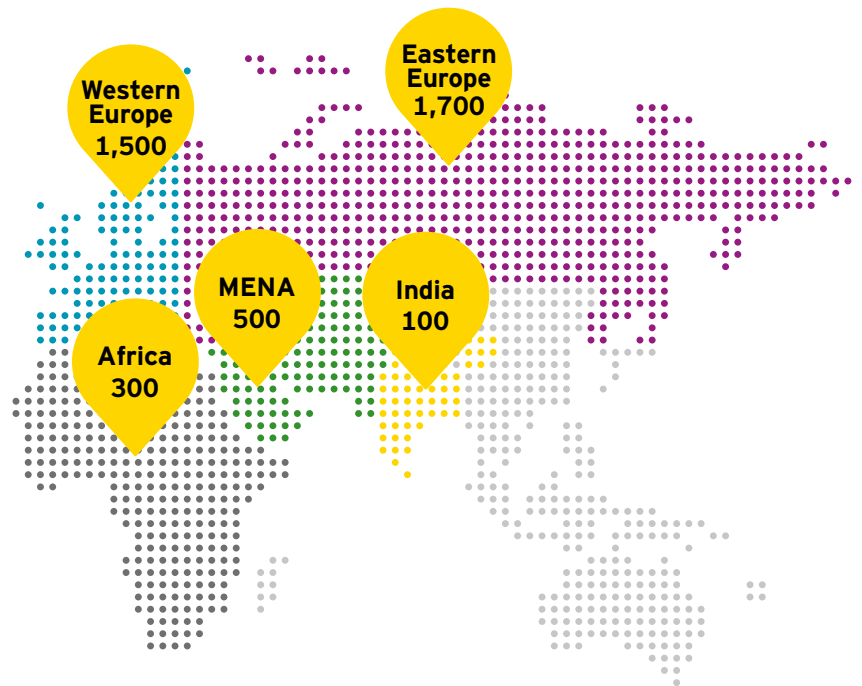 Western
Europe
1,500
Eastern
Europe
1,700
MENA
500
India
100
Africa
300